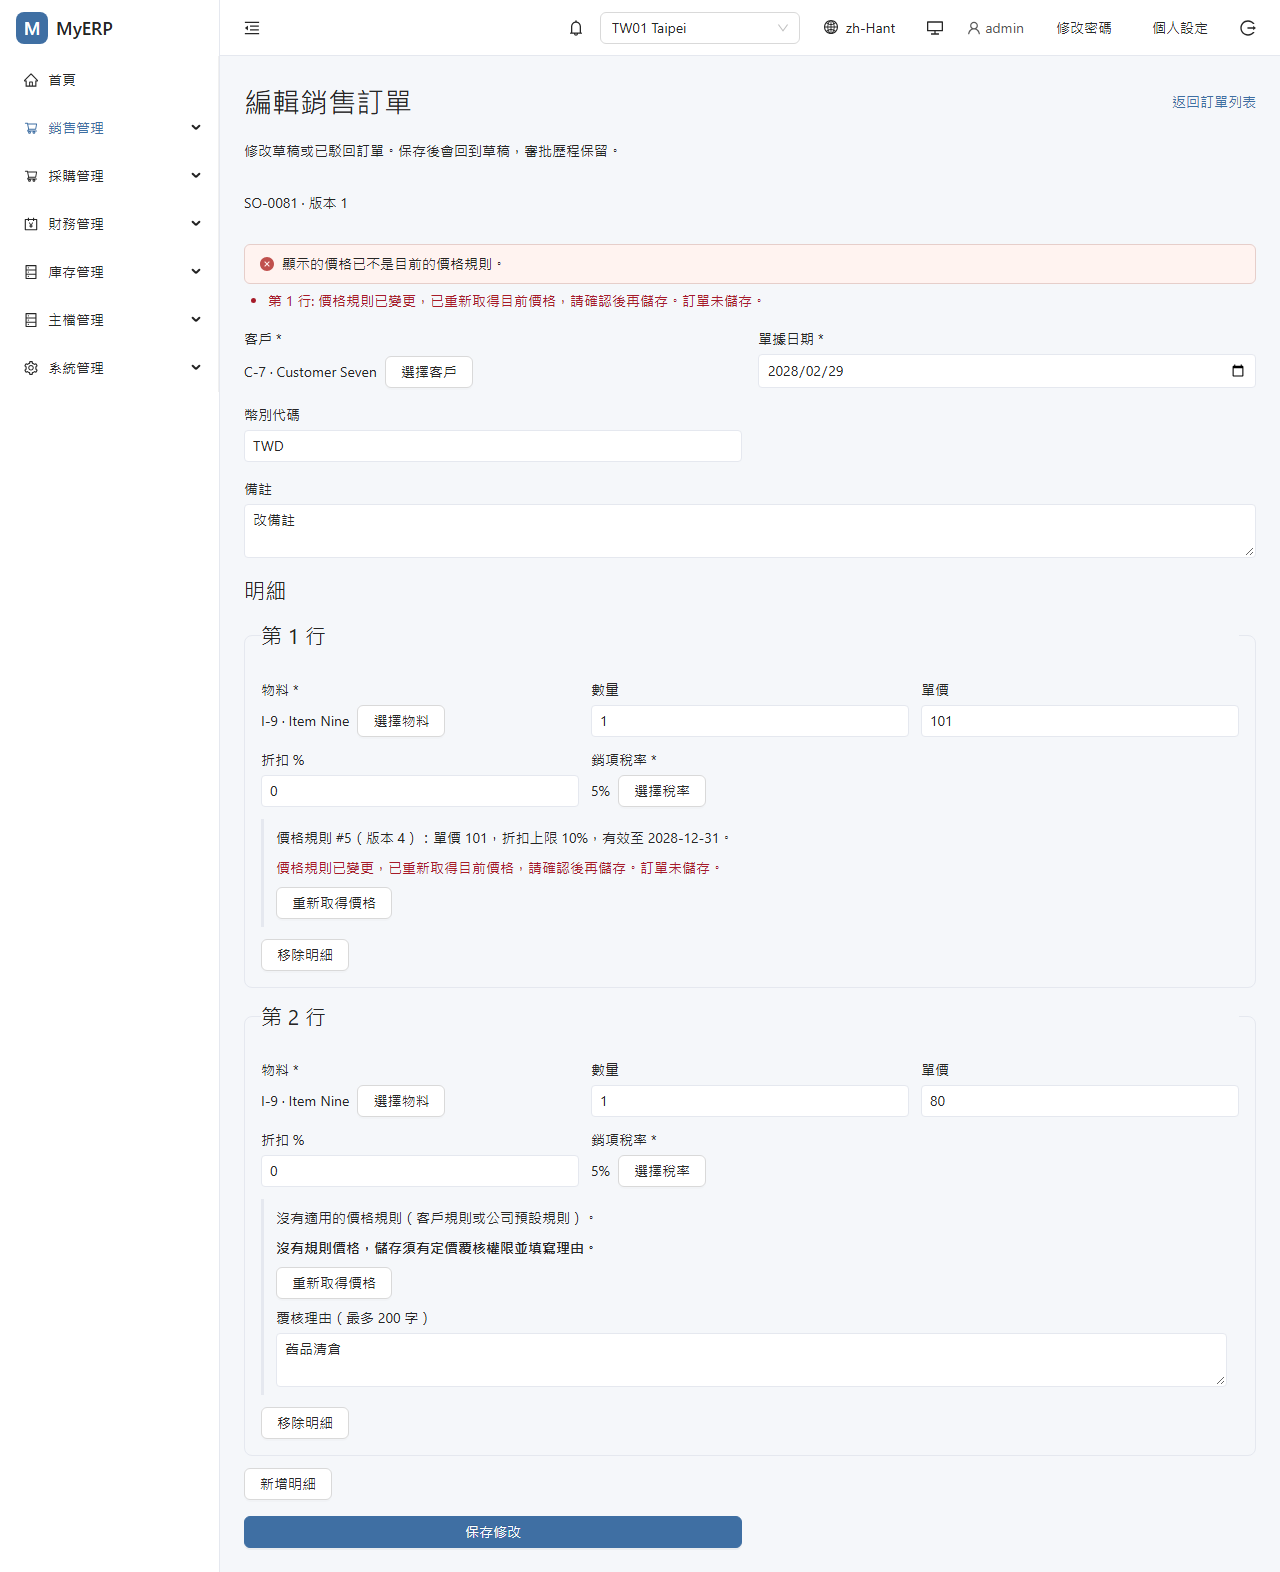 M MyERP
TW01 Taipei
zh-Hant
admin
修改密碼
個人設定
首頁
銷售管理
採購管理
財務管理
庫存管理
主檔管理
系統管理
編輯銷售訂單
返回訂單列表
修改草稿或已駁回訂單。保存後會回到草稿，審批歷程保留。
SO-0081 · 版本 1
顯示的價格已不是目前的價格規則。
• 第 1 行: 價格規則已變更，已重新取得目前價格，請確認後再儲存。訂單未儲存。
客戶 *
單據日期 *
C-7 · Customer Seven
選擇客戶
2028/02/29
幣別代碼
TWD
備註
改備註
明細
第 1 行
物料 *
數量
單價
I-9 · Item Nine
選擇物料
1
101
折扣 %
銷項稅率 *
0
5%
選擇稅率
價格規則 #5（版本 4）：單價 101，折扣上限 10%，有效至 2028-12-31。
價格規則已變更，已重新取得目前價格，請確認後再儲存。訂單未儲存。
重新取得價格
移除明細
第 2 行
物料 *
數量
單價
I-9 · Item Nine
選擇物料
1
80
折扣 %
銷項稅率 *
0
5%
選擇稅率
沒有適用的價格規則（客戶規則或公司預設規則）。
沒有規則價格，儲存須有定價覆核權限並填寫理由。
重新取得價格
覆核理由（最多 200 字）
舊品清倉
移除明細
新增明細
保存修改